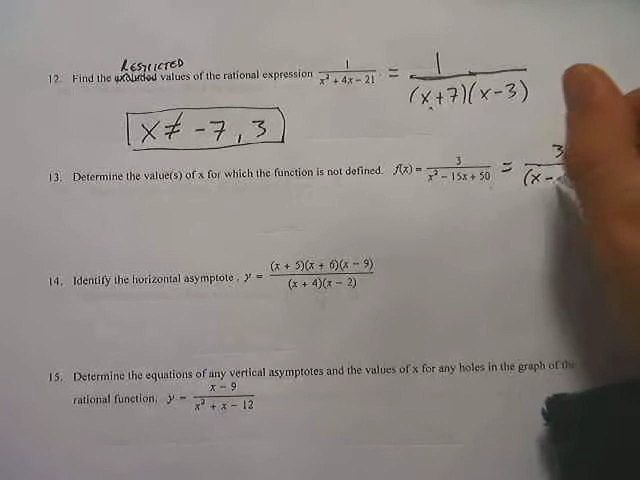 RESTRICTED
12. Find the excluded values of the rational expression 1/(x² + 4x − 21) . = 1/((x+7)(x−3))
x ≠ −7, 3
13. Determine the value(s) of x for which the function is not defined. f(x) = 3/(x² − 15x + 50) = 3/((x −
14. Identify the horizontal asymptote . y = (x + 5)(x + 6)(x − 9)/((x + 4)(x − 2))
15. Determine the equations of any vertical asymptotes and the values of x for any holes in the graph of the
rational function. y = (x − 9)/(x² + x − 12)